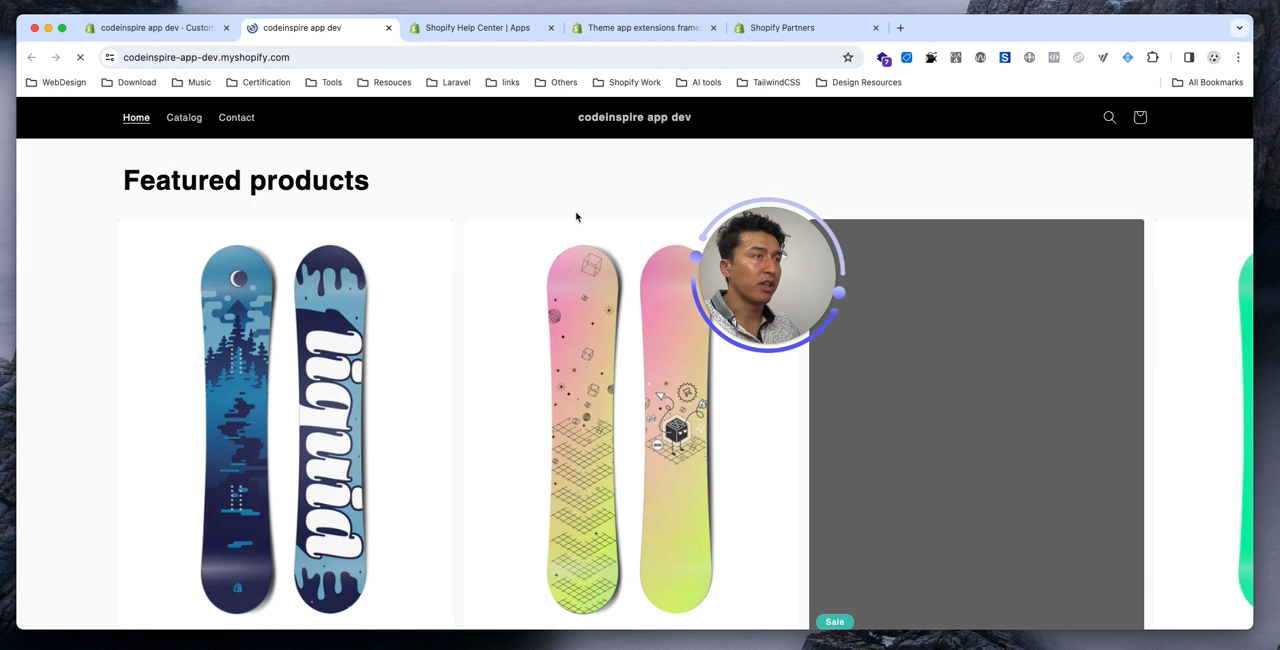 codeinspire app dev · Custom
codeinspire app dev
Shopify Help Center | Apps
Theme app extensions frame
Shopify Partners
codeinspire-app-dev.myshopify.com
7
S
WebDesign
Download
Music
Certification
Tools
Resouces
Laravel
links
Others
Shopify Work
AI tools
TailwindCSS
Design Resources
All Bookmarks
Home
Catalog
Contact
codeinspire app dev
Featured products
liquid
Sale